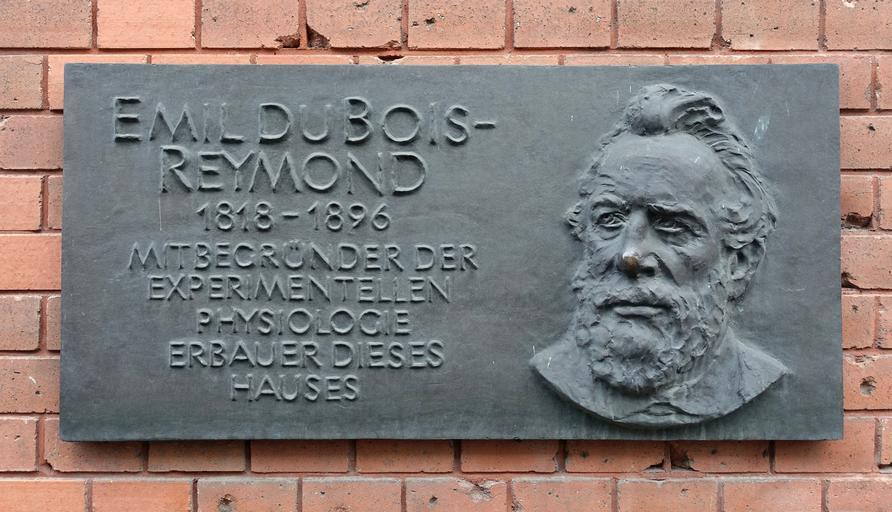 EMIL DU BOIS-
REYMOND
1818-1896
MITBEGRÜNDER DER
EXPERIMENTELLEN
PHYSIOLOGIE
ERBAUER DIESES
HAUSES